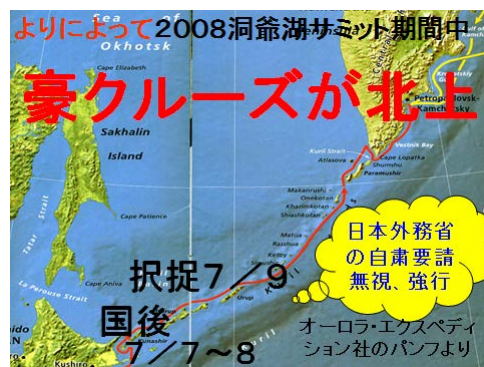 よりによって2008洞爺湖サミット期間中
Sea of
Okhotsk
豪クルーズが北上
Cape Elizabeth
Petropavlovsk-
Kamchatsky
Sakhalin
Island
Kuril Strait
Vestnik Bay
Atlasova
Cape Lopatka
Shumshu
Paramushir
Makanrushi
Onekotan
Kharimkotan
Shiashkotan
Cape Patience
Matua
Rasshua
Ketoy
Tatar Strait
日本外務省
の自粛要請
無視、強行
Cape Aniva
択捉7/9
La Perouse Strait
Urup
国後
オーロラ・エクスペディ
ション社のパンフより
7/7~8
Kushiro